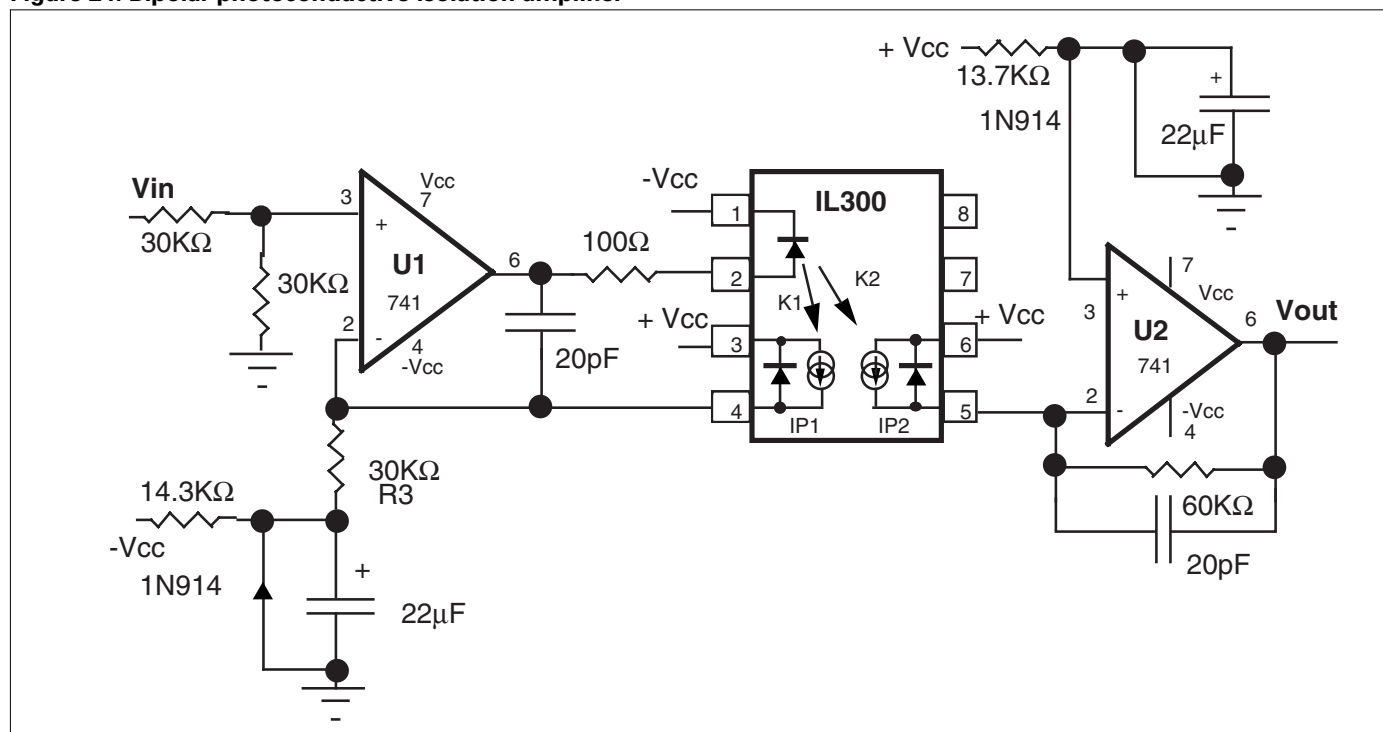 Figure 24. Bipolar photoconductive isolation amplifier
+ Vcc
13.7KΩ
1N914
+
22μF
Vin
30KΩ
30KΩ
3
+
Vcc
7
U1
741
6
2
-
4
-Vcc
100Ω
20pF
-Vcc
+ Vcc
IL300
1
2
3
4
8
7
6
5
K1
K2
IP1
IP2
+ Vcc
3
+
7
Vcc
U2
741
6
Vout
2
-
-Vcc
4
60KΩ
20pF
30KΩ
R3
14.3KΩ
-Vcc
1N914
+
22μF